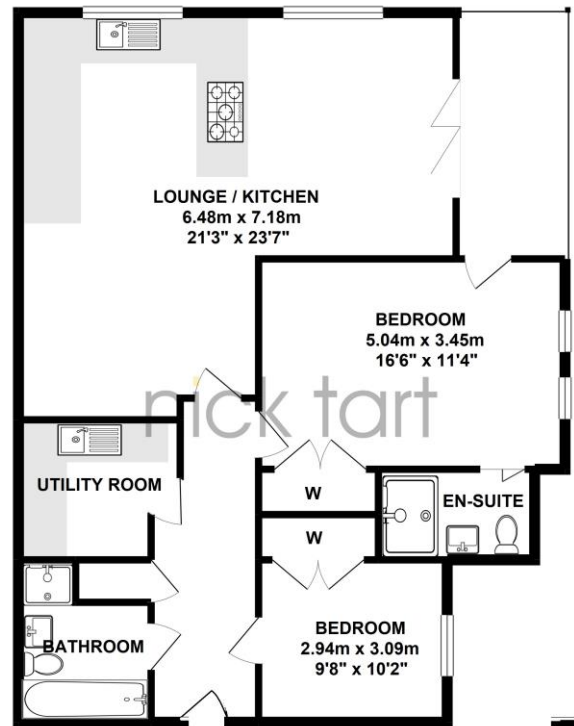 LOUNGE / KITCHEN
6.48m x 7.18m
21'3" x 23'7"
BEDROOM
5.04m x 3.45m
16'6" x 11'4"
nick tart
UTILITY ROOM
W
EN-SUITE
W
BATHROOM
BEDROOM
2.94m x 3.09m
9'8" x 10'2"